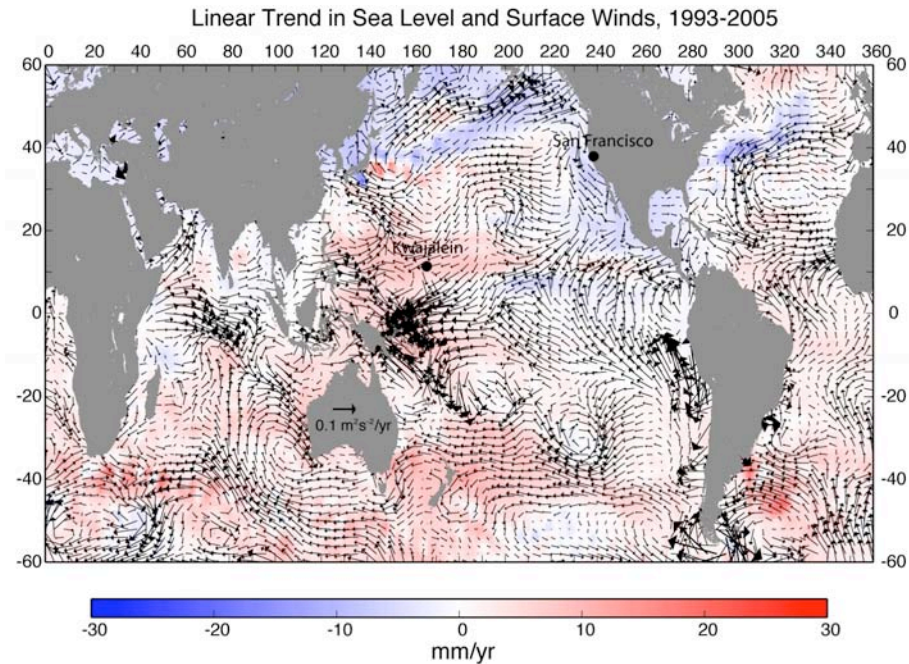 Linear Trend in Sea Level and Surface Winds, 1993-2005
0 20 40 60 80 100 120 140 160 180 200 220 240 260 280 300 320 340 360
60 60
40 40
San Francisco
20 20
Kwajalein
0 0
-20 -20
0.1 m²s⁻²/yr
-40 -40
-60 -60
-30 -20 -10 0 10 20 30
mm/yr